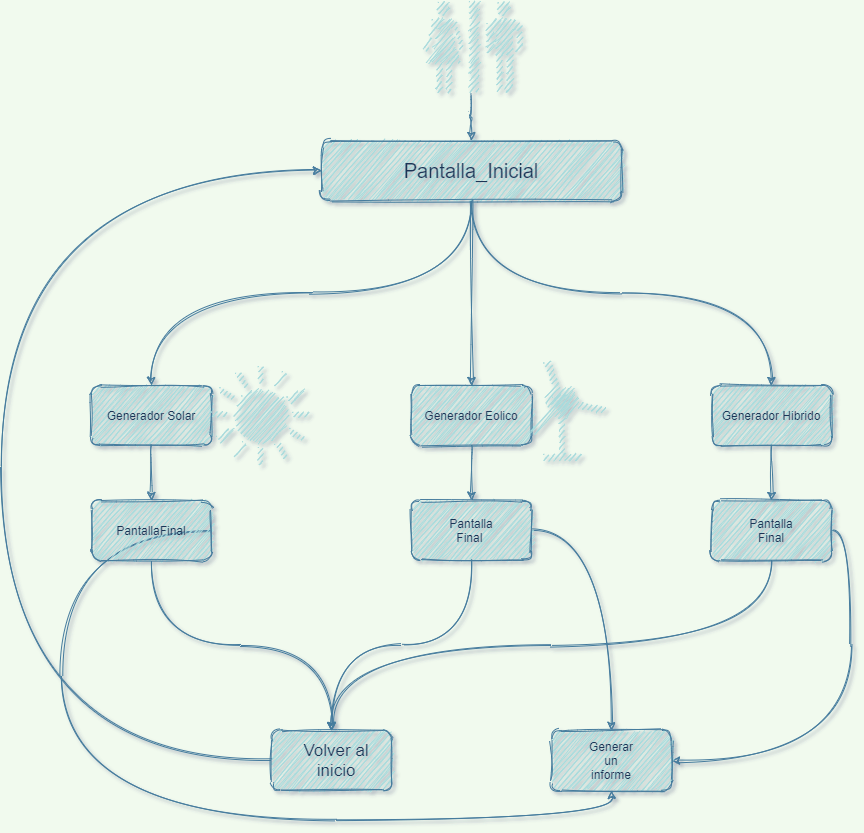 Pantalla_Inicial
Generador Solar
Generador Eolico
Generador Hibrido
PantallaFinal
Pantalla
Final
Pantalla
Final
Volver al
inicio
Generar
un
informe